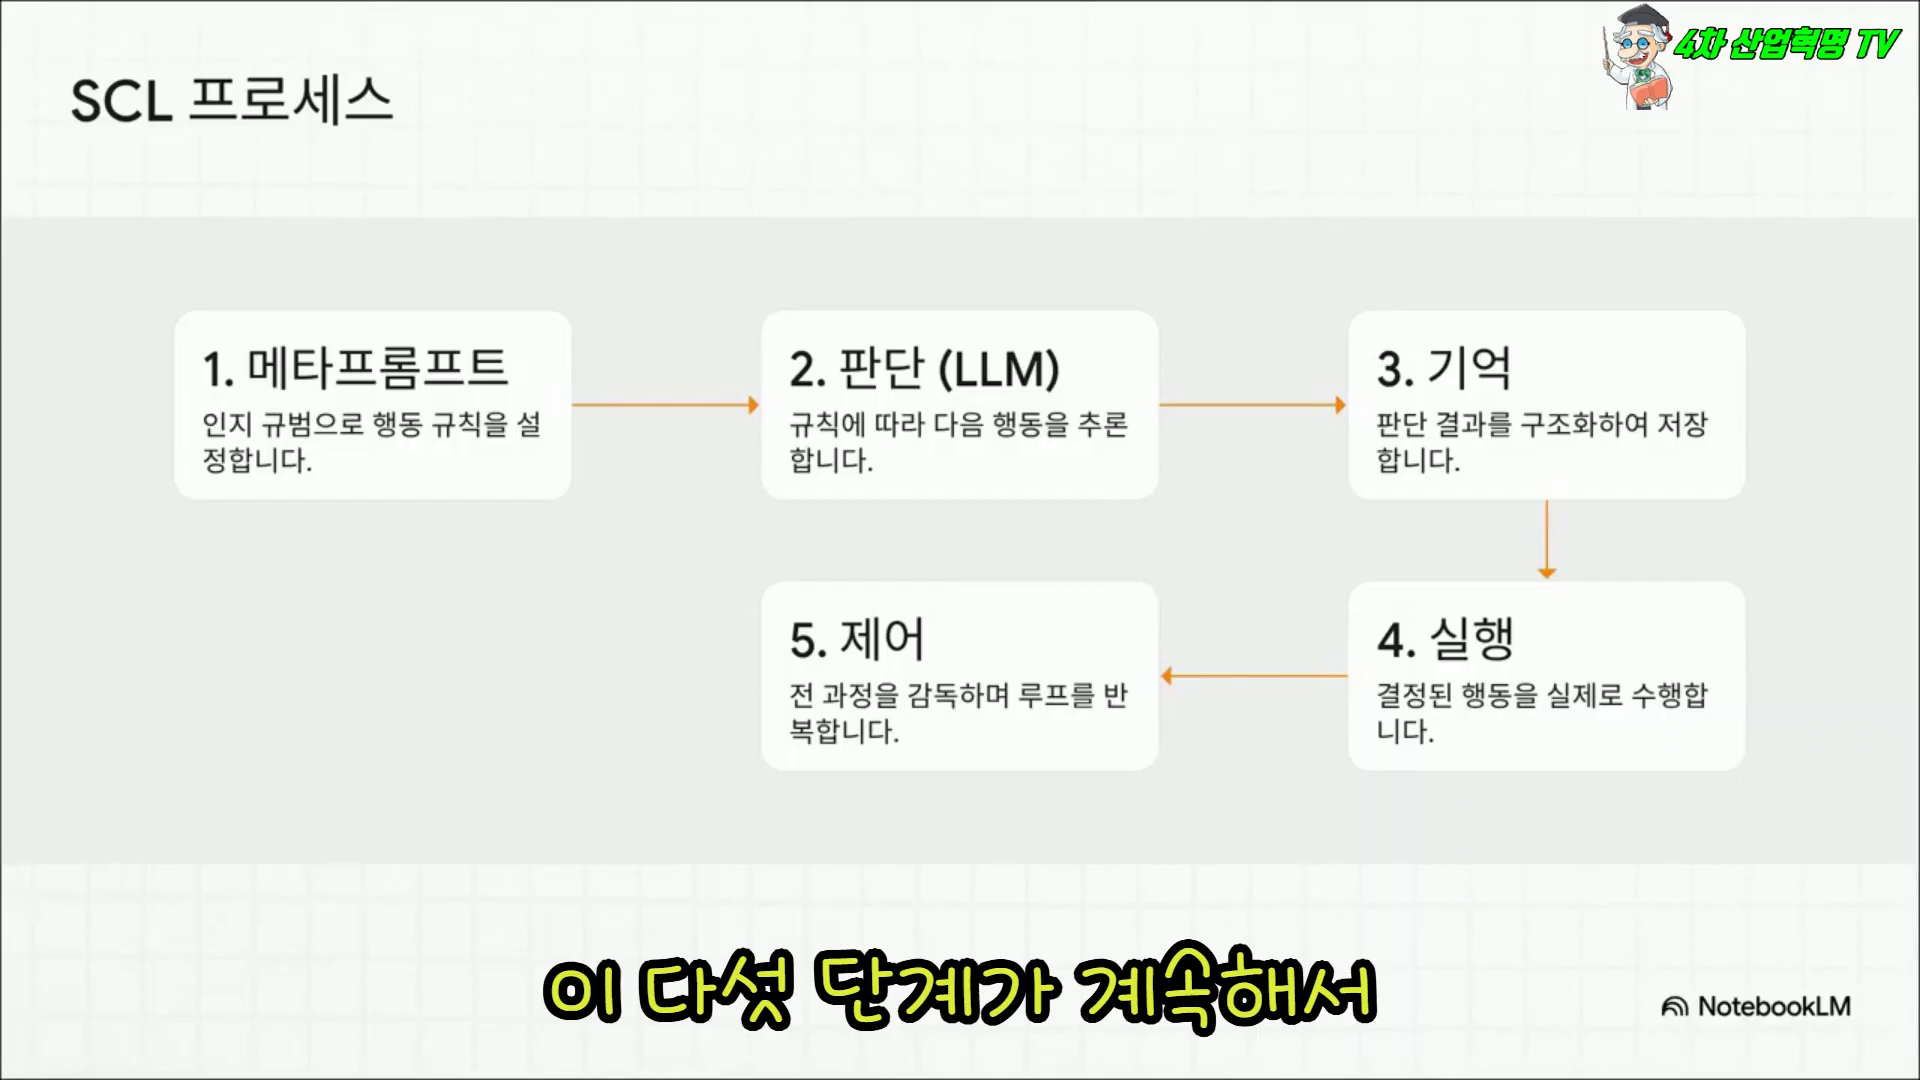 4차 산업혁명 TV
SCL 프로세스
1. 메타프롬프트
인지 규범으로 행동 규칙을 설
정합니다.
2. 판단 (LLM)
규칙에 따라 다음 행동을 추론
합니다.
3. 기억
판단 결과를 구조화하여 저장
합니다.
4. 실행
결정된 행동을 실제로 수행합
니다.
5. 제어
전 과정을 감독하며 루프를 반
복합니다.
이 다섯 단계가 계속해서
NotebookLM